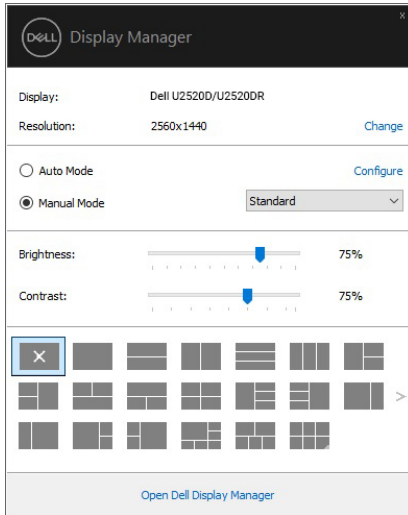 x
DELL Display Manager
Display: Dell U2520D/U2520DR
Resolution: 2560x1440 Change
Auto Mode Configure
Manual Mode Standard
Brightness: 75%
Contrast: 75%
Open Dell Display Manager